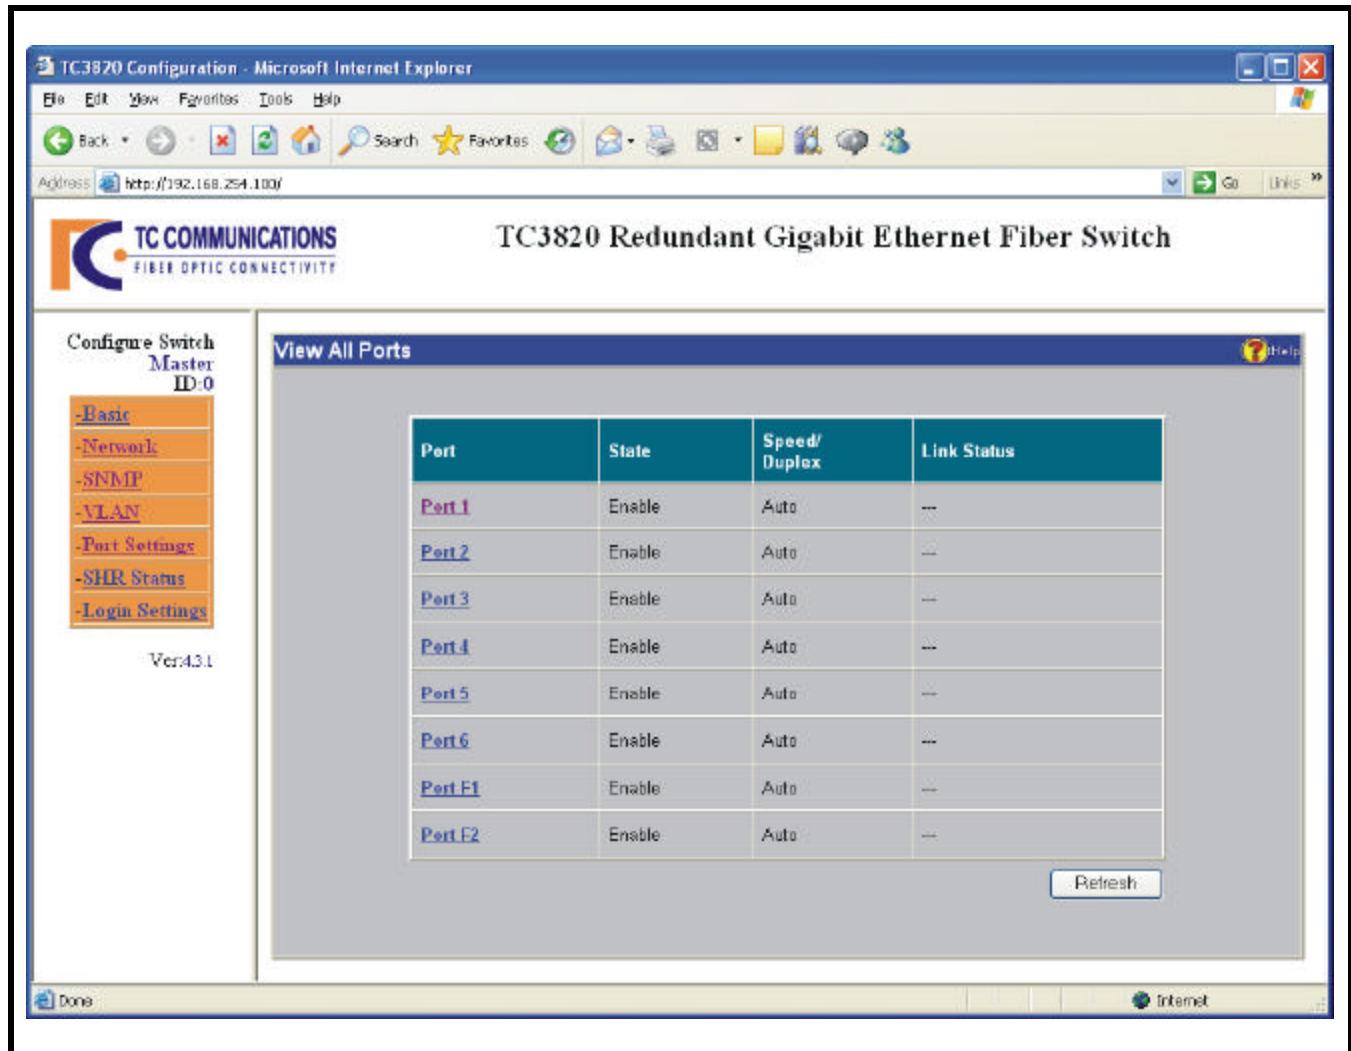 TC3820 Configuration - Microsoft Internet Explorer
File Edit View Favorites Tools Help
Back Search Favorites
Address http://192.168.254.100/ Go Links »
TC COMMUNICATIONS
FIBER OPTIC CONNECTIVITY
TC3820 Redundant Gigabit Ethernet Fiber Switch
Configure Switch
Master
ID:0
-Basic
-Network
-SNMP
-VLAN
-Port Settings
-SHR Status
-Login Settings
Ver:4.3.1
View All Ports
Help
Port State Speed/ Duplex Link Status
Port 1 Enable Auto ---
Port 2 Enable Auto ---
Port 3 Enable Auto ---
Port 4 Enable Auto ---
Port 5 Enable Auto ---
Port 6 Enable Auto ---
Port F1 Enable Auto ---
Port F2 Enable Auto ---
Refresh
Done Internet